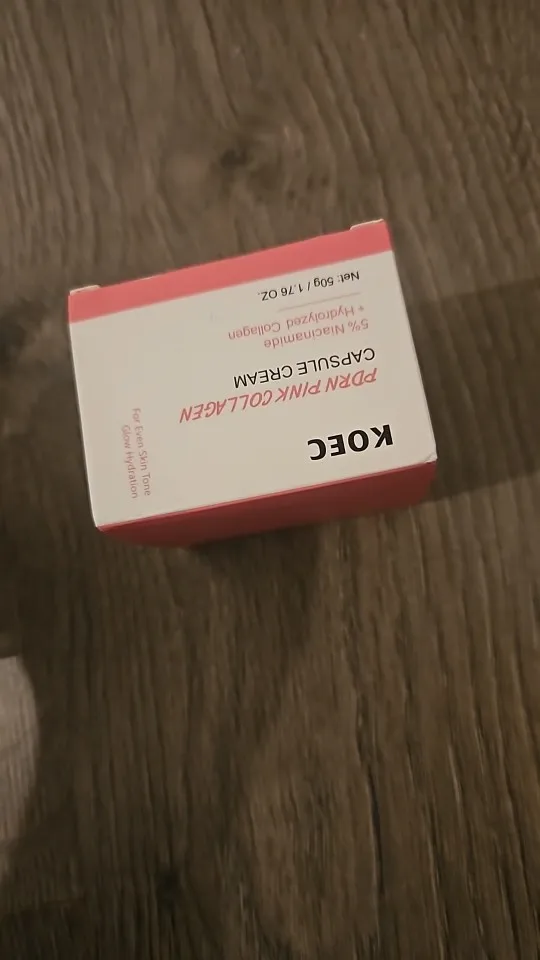 KOEC
PDRN PINK COLLAGEN
CAPSULE CREAM
5% Niacinamide
+ Hydrolyzed Collagen
Net: 50g / 1.76 OZ.
For Even Skin Tone
Glow Hydration